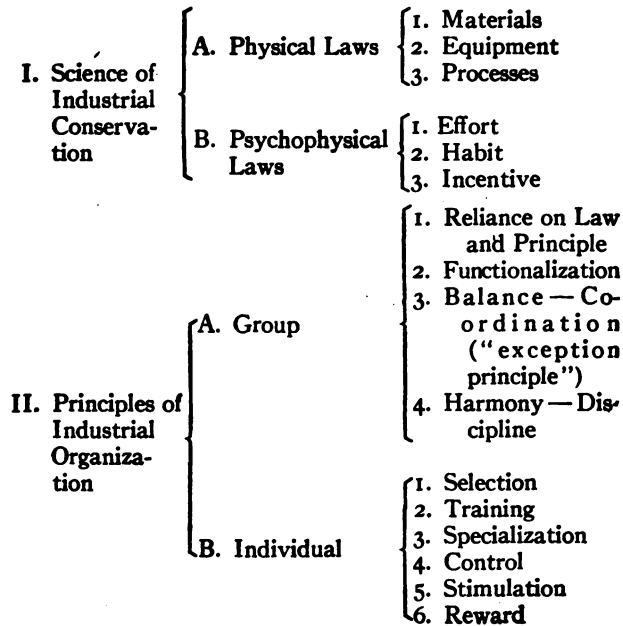 I. Science of
Industrial
Conserva-
tion
A. Physical Laws
1. Materials
2. Equipment
3. Processes
B. Psychophysical
Laws
1. Effort
2. Habit
3. Incentive
II. Principles of
Industrial
Organiza-
tion
A. Group
1. Reliance on Law
and Principle
2. Functionalization
3. Balance — Co-
ordination
("exception
principle")
4. Harmony — Dis-
cipline
B. Individual
1. Selection
2. Training
3. Specialization
4. Control
5. Stimulation
6. Reward